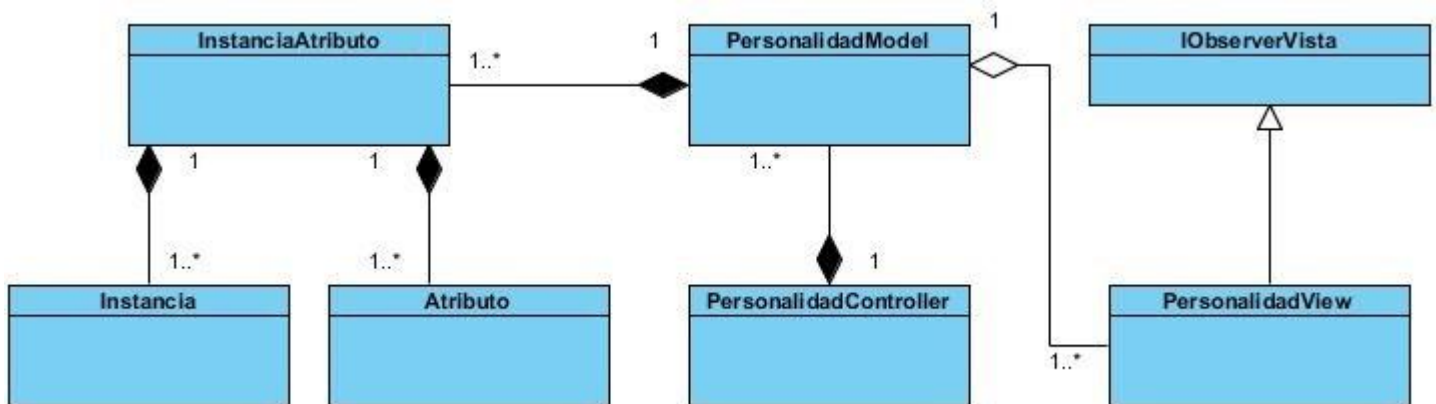 InstanciaAtributo
1..*
1
PersonalidadModel
1
IObserverVista
1
1
1..*
1..*
1..*
1
Instancia
Atributo
PersonalidadController
PersonalidadView
1..*